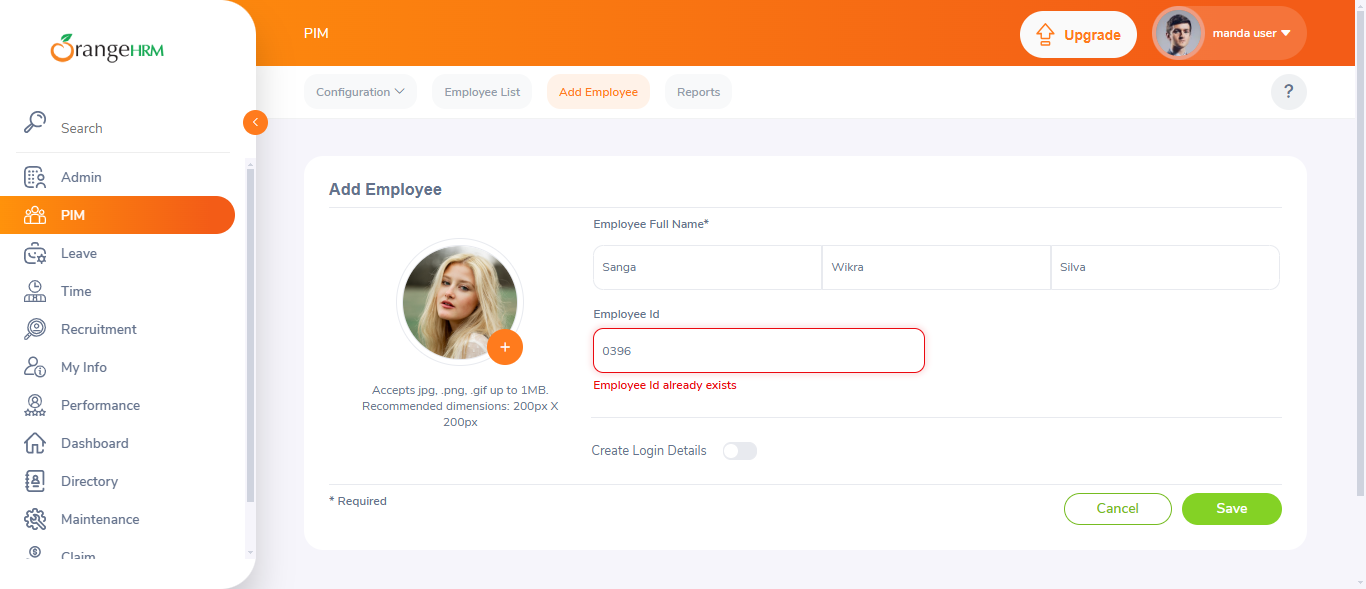 OrangeHRM
PIM
Upgrade
manda user
Configuration
Employee List
Add Employee
Reports
?
Search
Admin
PIM
Leave
Time
Recruitment
My Info
Performance
Dashboard
Directory
Maintenance
Claim
Add Employee
Employee Full Name*
Sanga
Wikra
Silva
Employee Id
0396
Employee Id already exists
Accepts jpg, .png, .gif up to 1MB.
Recommended dimensions: 200px X
200px
Create Login Details
* Required
Cancel
Save